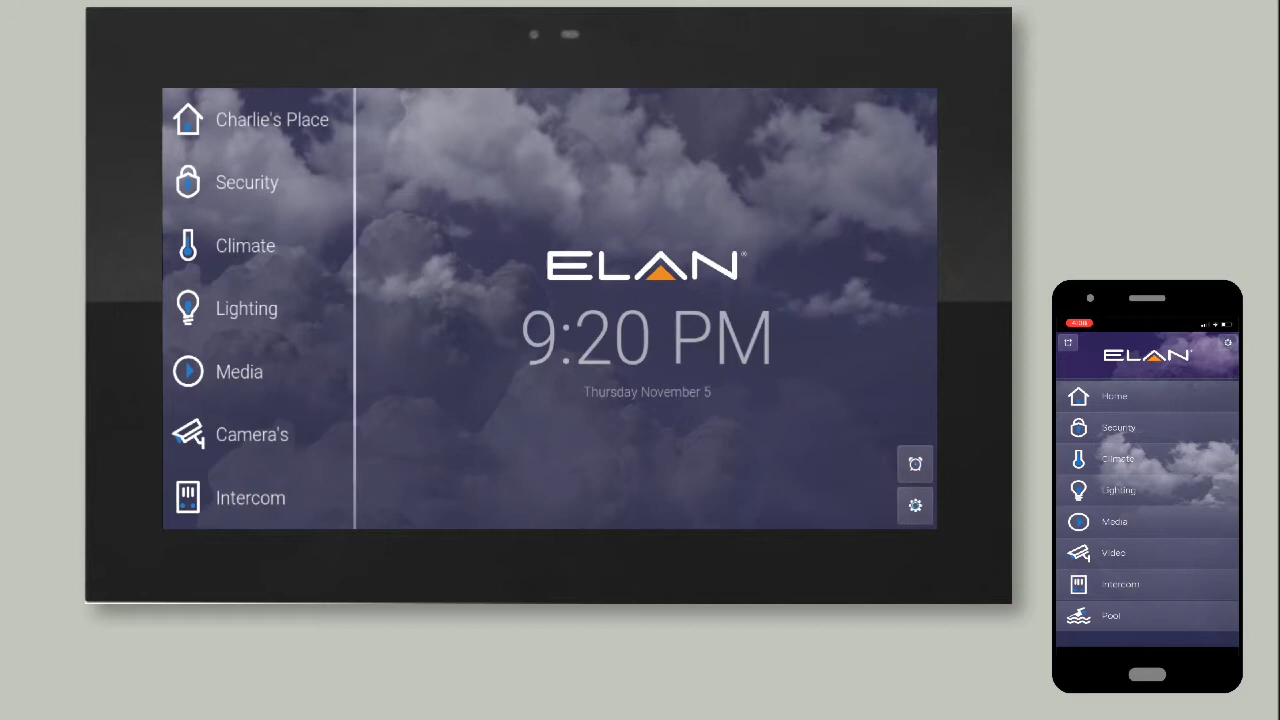 Charlie's Place
Security
Climate
Lighting
Media
Camera's
Intercom
ELAN®
9:20 PM
Thursday November 5
ELAN
Home
Security
Climate
Lighting
Media
Video
Intercom
Pool